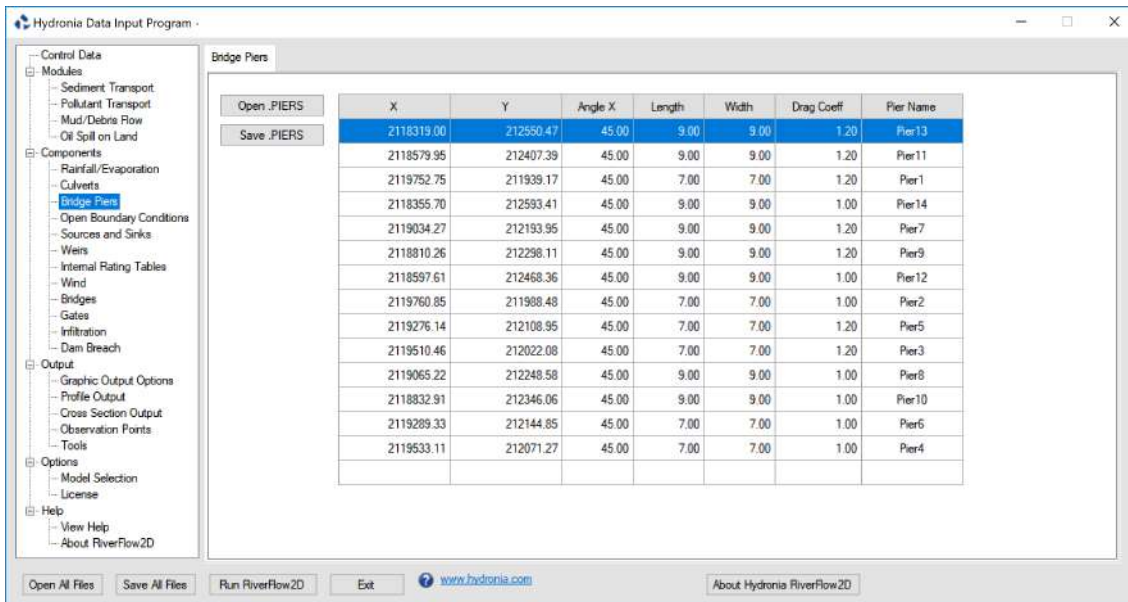 Hydronia Data Input Program -
Control Data
Modules
Sediment Transport
Pollutant Transport
Mud/Debris Flow
Oil Spill on Land
Components
Rainfall/Evaporation
Culverts
Bridge Piers
Open Boundary Conditions
Sources and Sinks
Weirs
Internal Rating Tables
Wind
Bridges
Gates
Infiltration
Dam Breach
Output
Graphic Output Options
Profile Output
Cross Section Output
Observation Points
Tools
Options
Model Selection
License
Help
View Help
About RiverFlow2D
Bridge Piers
Open .PIERS
Save .PIERS
X Y Angle X Length Width Drag Coeff Pier Name
2118319.00 212550.47 45.00 9.00 9.00 1.20 Pier13
2118579.95 212407.39 45.00 9.00 9.00 1.20 Pier11
2119752.75 211939.17 45.00 7.00 7.00 1.20 Pier1
2118355.70 212593.41 45.00 9.00 9.00 1.00 Pier14
2119034.27 212193.95 45.00 9.00 9.00 1.20 Pier7
2118810.26 212298.11 45.00 9.00 9.00 1.20 Pier9
2118597.61 212468.36 45.00 9.00 9.00 1.00 Pier12
2119760.85 211988.48 45.00 7.00 7.00 1.00 Pier2
2119276.14 212108.95 45.00 7.00 7.00 1.20 Pier5
2119510.46 212022.08 45.00 7.00 7.00 1.20 Pier3
2119065.22 212248.58 45.00 9.00 9.00 1.00 Pier8
2118832.91 212346.06 45.00 9.00 9.00 1.00 Pier10
2119289.33 212144.85 45.00 7.00 7.00 1.00 Pier6
2119533.11 212071.27 45.00 7.00 7.00 1.00 Pier4
Open All Files Save All Files Run RiverFlow2D Exit ? www.hydronia.com About Hydronia RiverFlow2D